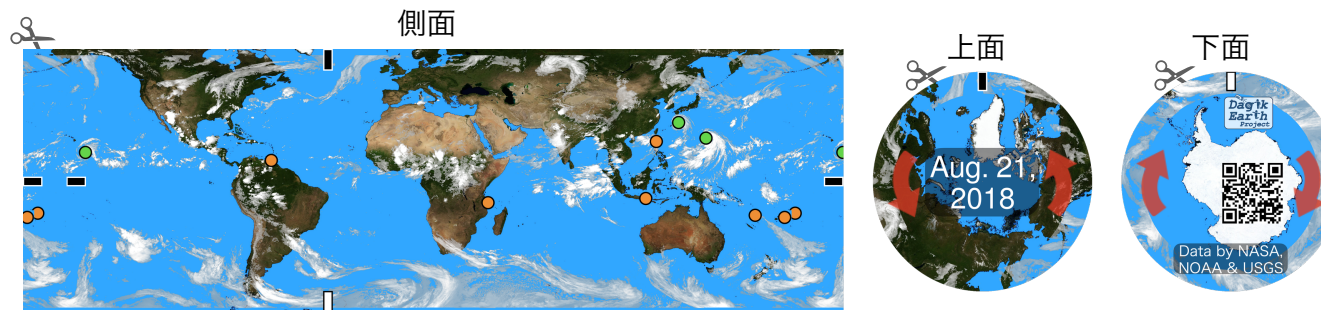 側面
上面
下面
Aug. 21,
2018
Dagik
Earth
Project
Data by NASA,
NOAA & USGS